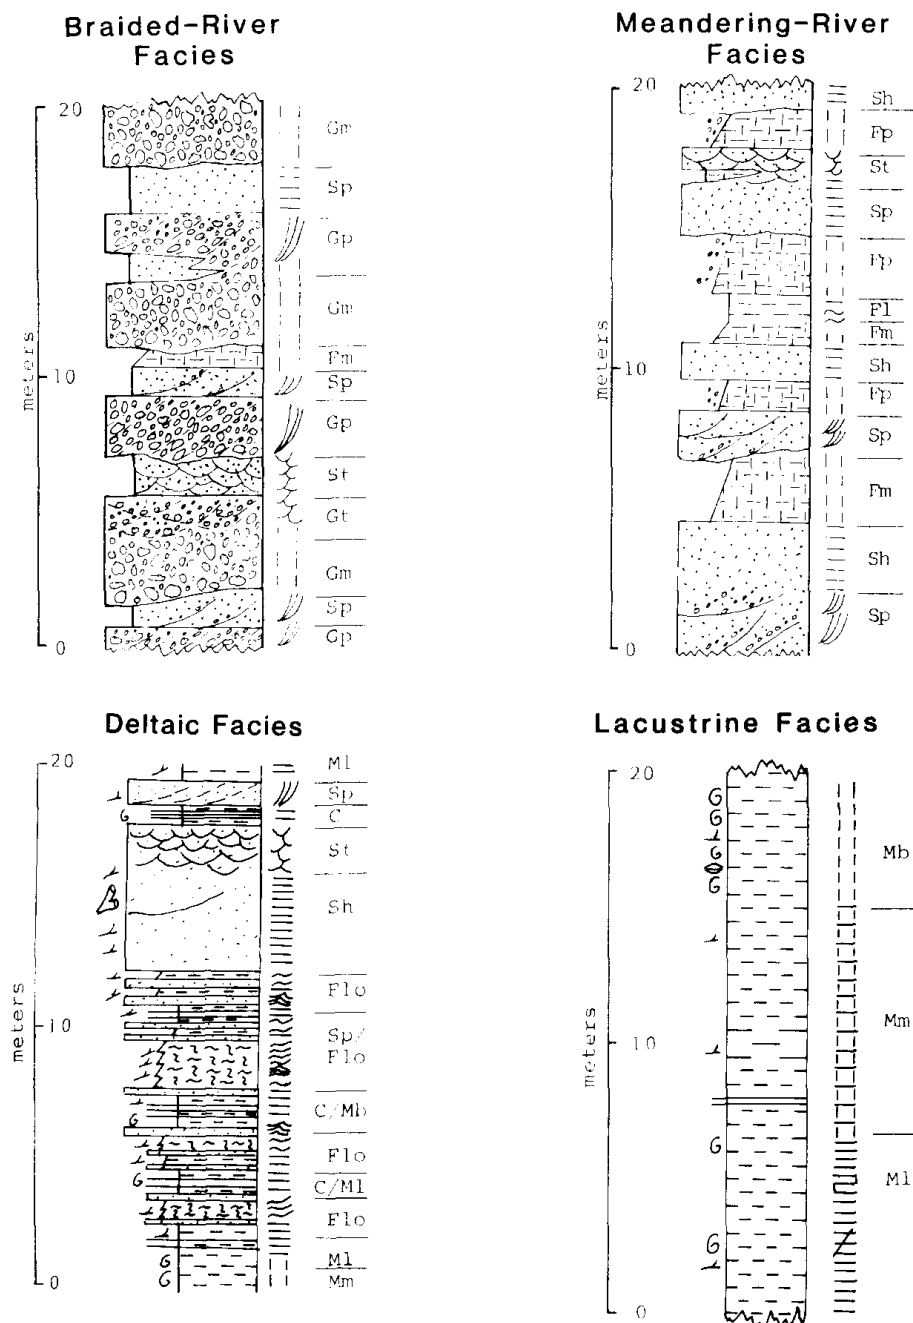 Braided-River
Facies
20
10
0
meters
Gm
Sp
Gp
Gm
Fm
Sp
Gp
St
Gt
Gm
Sp
Gp
Meandering-River
Facies
20
10
0
meters
Sh
Fp
St
Sp
Fp
Fl
Fm
Sh
Fp
Sp
Fm
Sh
Sp
Deltaic Facies
20
10
0
meters
Ml
Sp
C
St
Sh
Flo
Sp/
Flo
C/Mb
Flo
C/Ml
Flo
Ml
Mm
G
G
G
G
G
Lacustrine Facies
20
10
0
meters
G
G
G
G
G
G
Mb
Mm
Ml